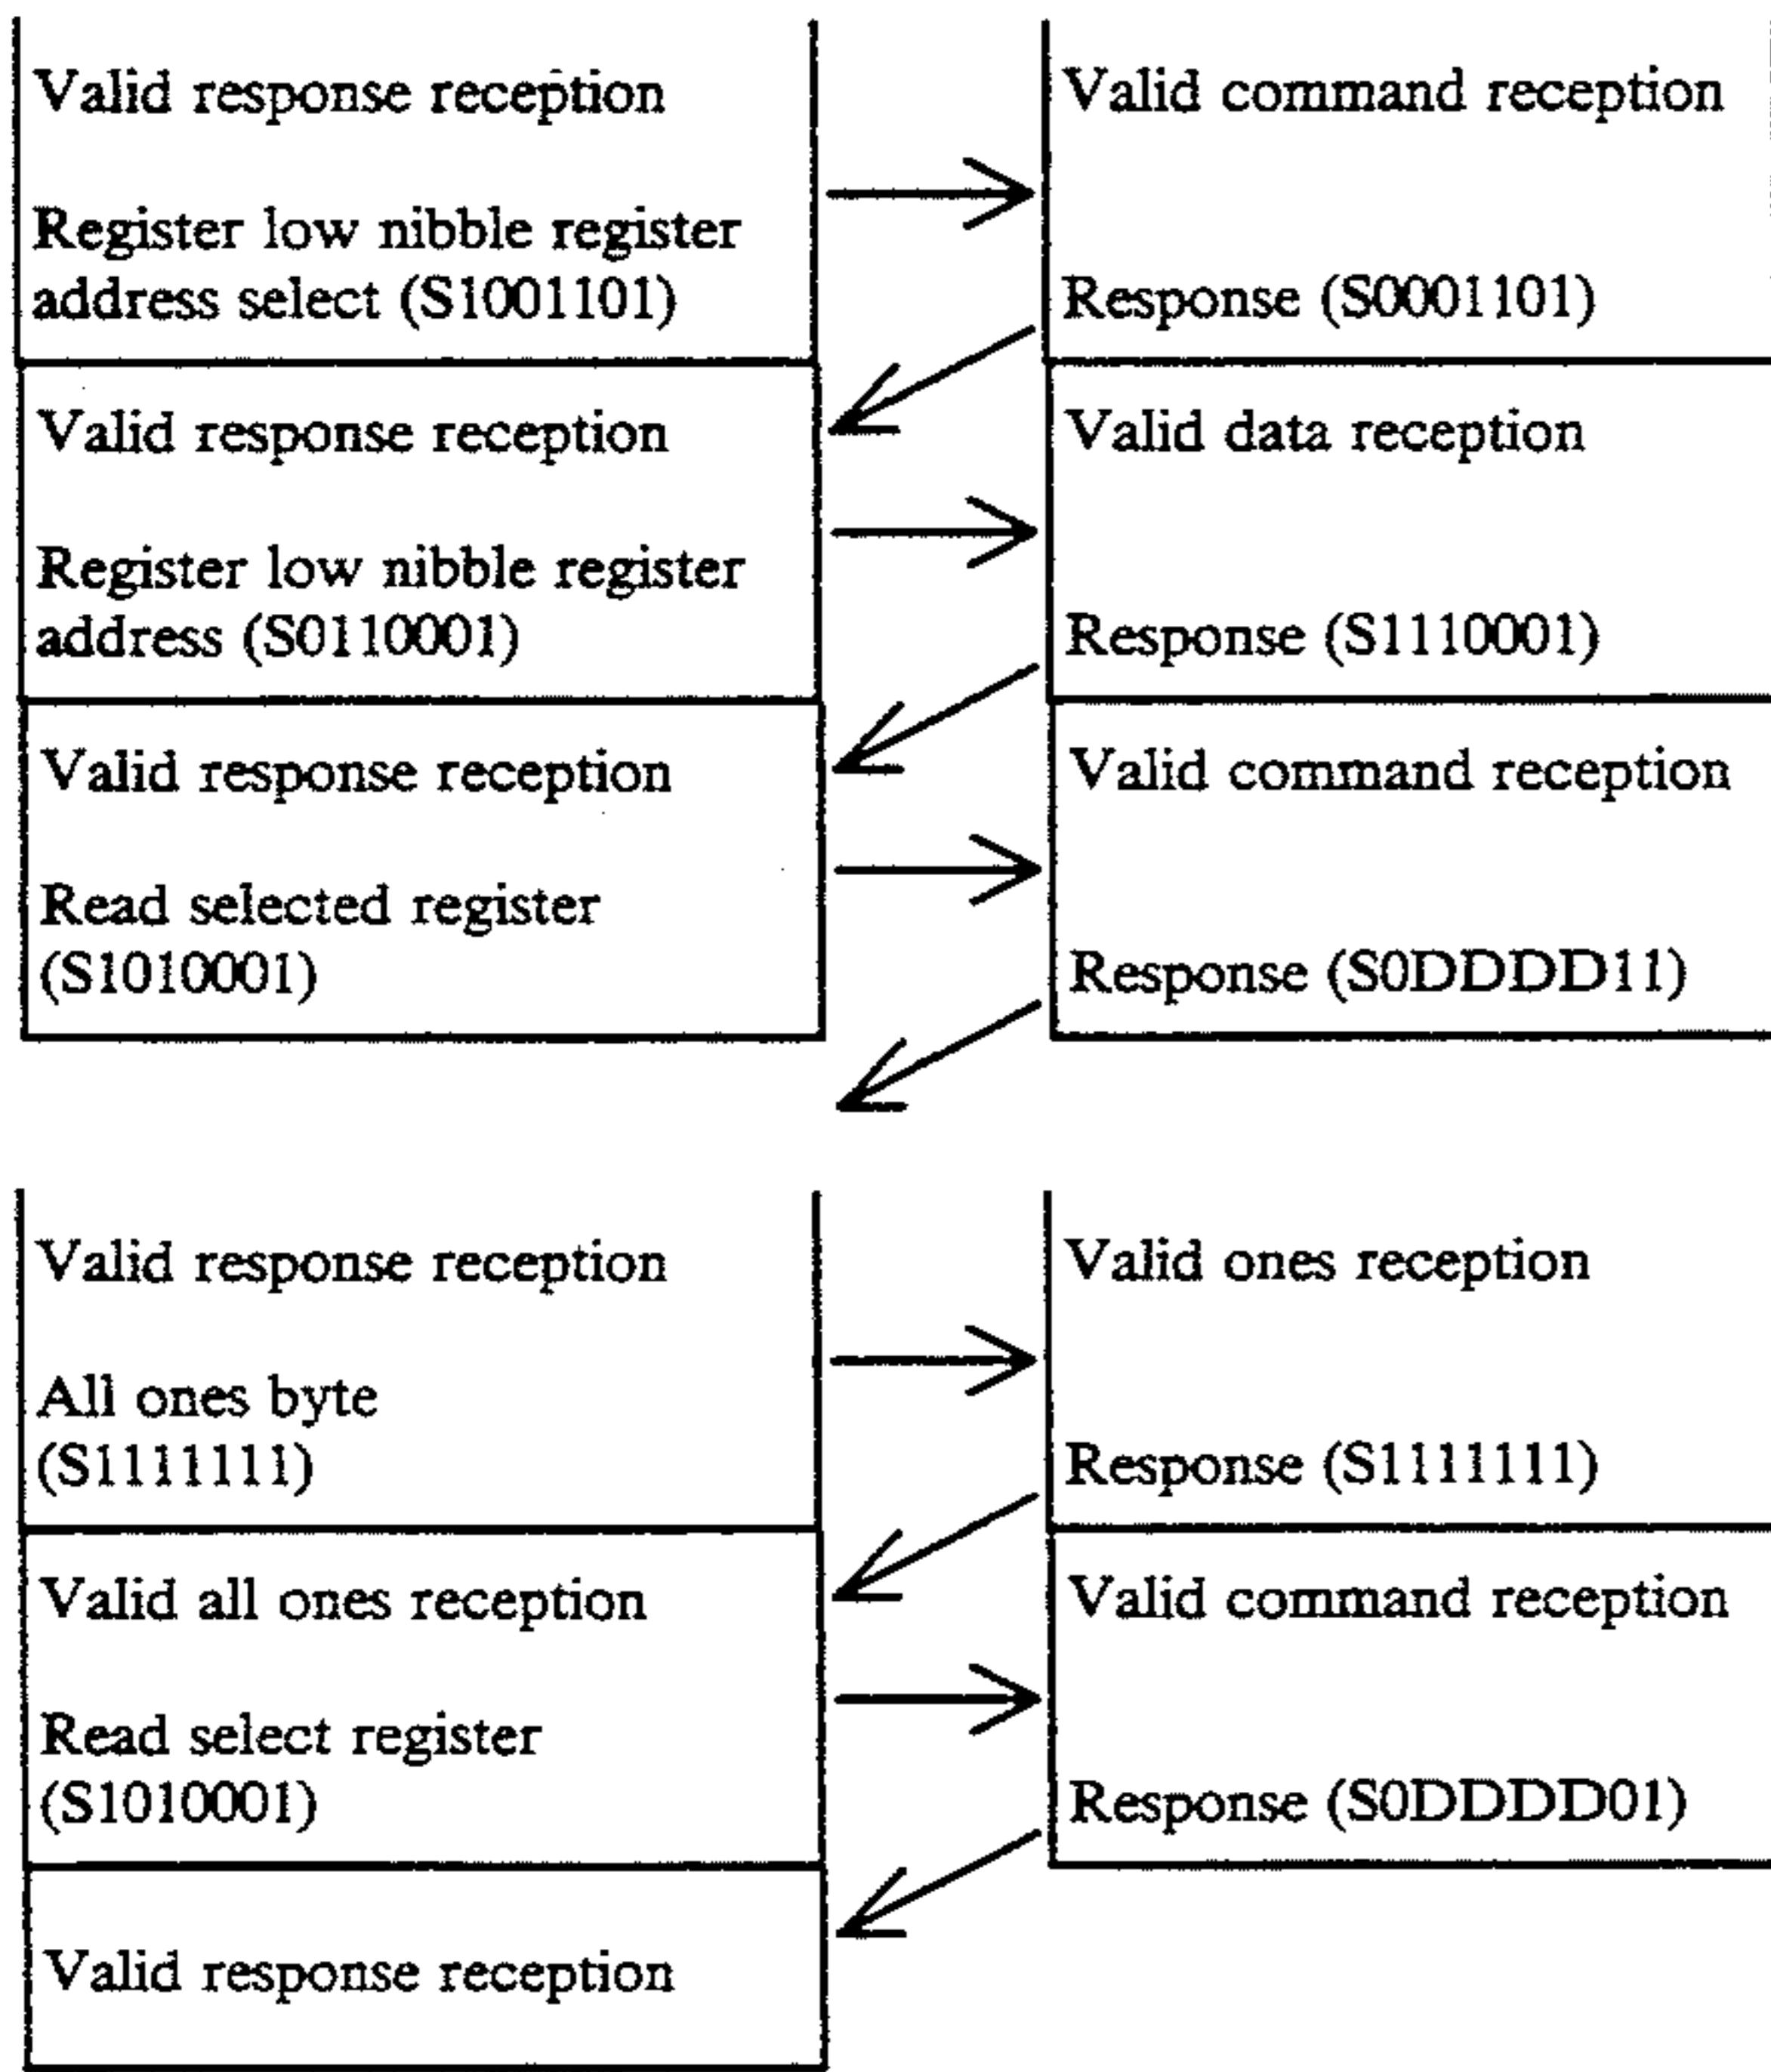 Valid response reception
Valid command reception
Register low nibble register
address select (S1001101)
Response (S0001101)
Valid response reception
Valid data reception
Register low nibble register
address (S0110001)
Response (S1110001)
Valid response reception
Valid command reception
Read selected register
(S1010001)
Response (S0DDDD11)
Valid response reception
Valid ones reception
All ones byte
(S1111111)
Response (S1111111)
Valid all ones reception
Valid command reception
Read select register
(S1010001)
Response (S0DDDD01)
Valid response reception